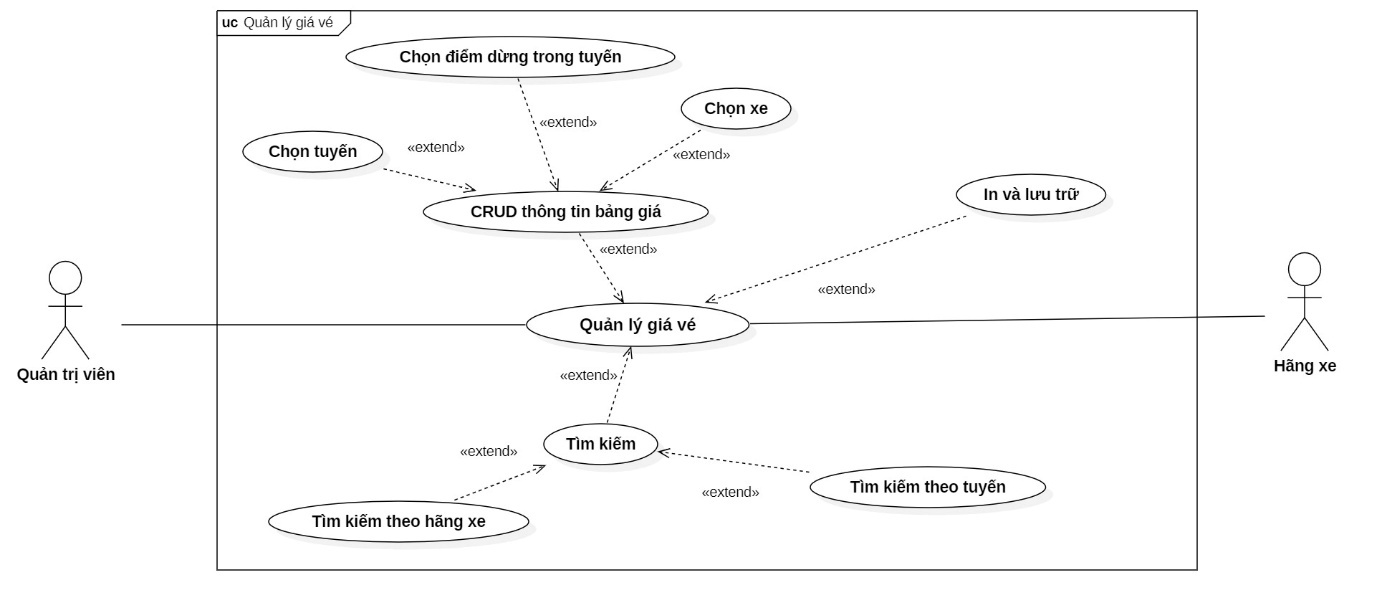 uc Quản lý giá vé
Chọn điểm dừng trong tuyến
Chọn xe
«extend»
Chọn tuyến
«extend»
«extend»
In và lưu trữ
CRUD thông tin bảng giá
«extend»
«extend»
Quản lý giá vé
Quản trị viên
Hãng xe
«extend»
Tìm kiếm
«extend»
Tìm kiếm theo tuyến
«extend»
Tìm kiếm theo hãng xe